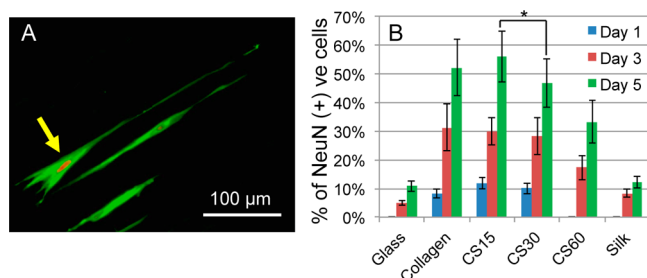 A
100 µm
B
% of NeuN (+) ve cells
70%
60%
50%
40%
30%
20%
10%
0%
*
Day 1
Day 3
Day 5
Glass
Collagen
CS15
CS30
CS60
Silk